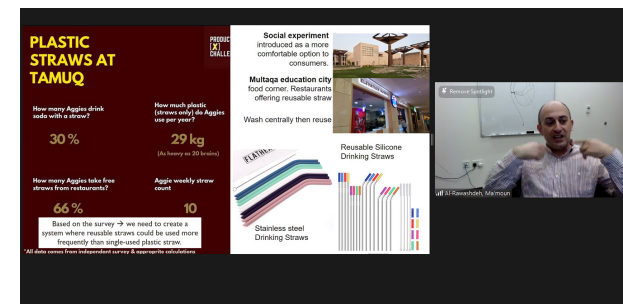 PLASTIC
STRAWS AT
TAMUQ
PRODUC
[X]
CHALLE
How many Aggies drink
soda with a straw?
30 %
How much plastic
(straws only) do Aggies
use per year?
29 kg
(As heavy as 20 brains)
How many Aggies take free
straws from restaurants?
66 %
Aggie weekly straw
count
10
Based on the survey → we need to create a
system where reusable straws could be used more
frequently than single-used plastic straw.
*All data comes from independent survey & appropriate calculations
Social experiment
introduced as a more
comfortable option to
consumers.
Multaqa education city
food corner. Restaurants
offering reusable straw
Wash centrally then reuse
Reusable Silicone
Drinking Straws
Stainless steel
Drinking Straws
Remove Spotlight
Al-Rawashdeh, Ma'moun